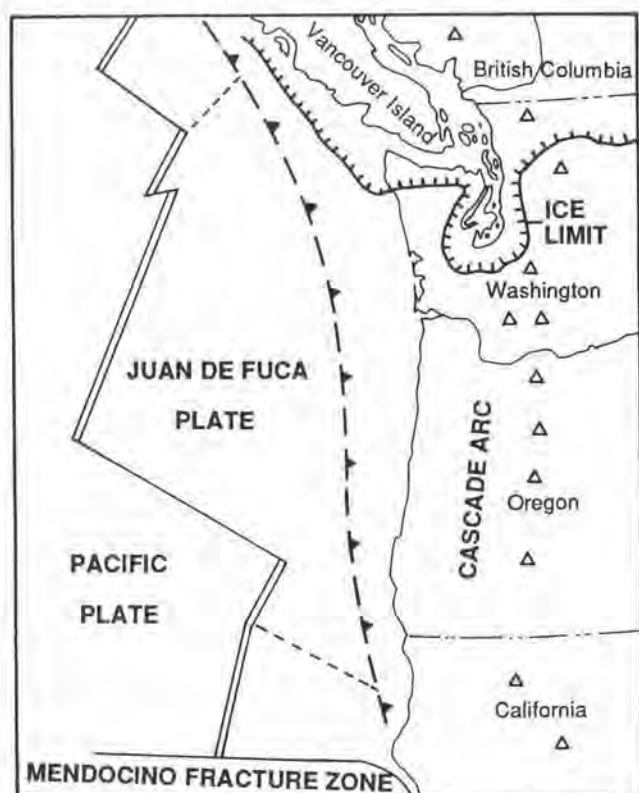 Vancouver Island
British Columbia
ICE
LIMIT
Washington
JUAN DE FUCA
PLATE
CASCADE ARC
Oregon
PACIFIC
PLATE
California
MENDOCINO FRACTURE ZONE